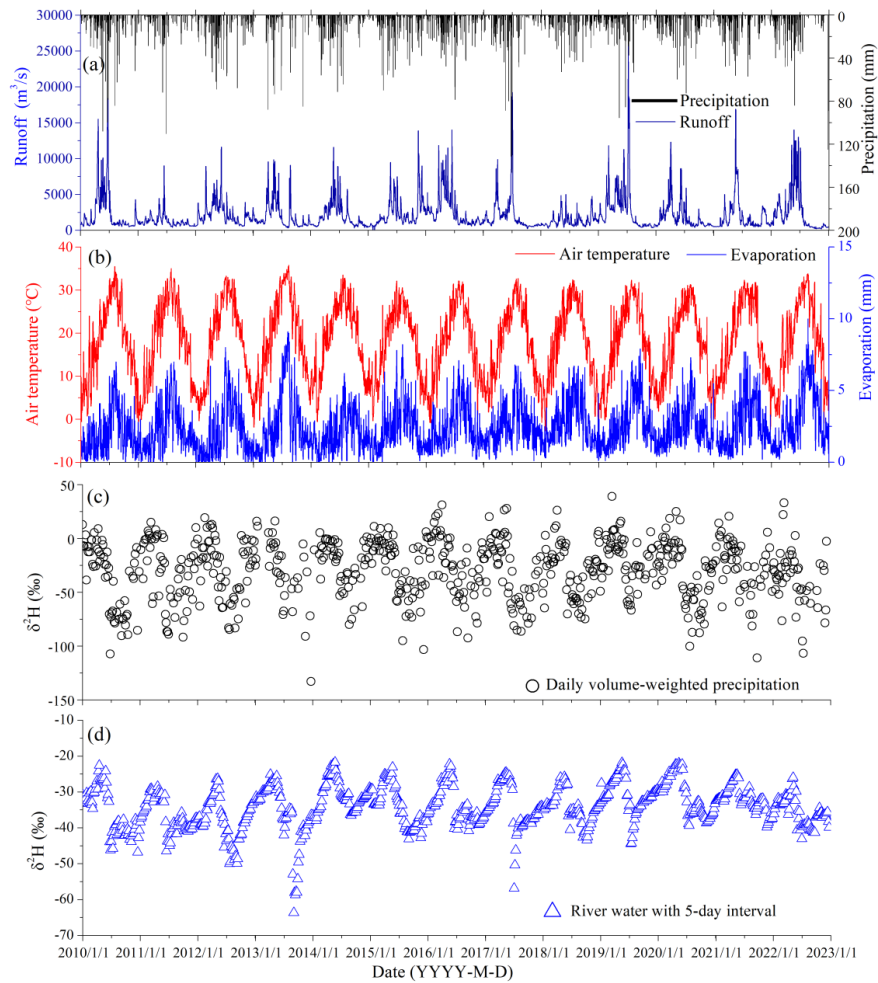 30000
25000
20000
15000
10000
5000
0
Runoff (m³/s)
(a)
0
40
80
120
160
200
Precipitation (mm)
Precipitation
Runoff
40
30
20
10
0
-10
Air temperature (°C)
(b)
Air temperature
Evaporation
15
10
5
0
Evaporation (mm)
50
0
-50
-100
-150
δ²H (‰)
(c)
Daily volume-weighted precipitation
-10
-20
-30
-40
-50
-60
-70
δ²H (‰)
(d)
River water with 5-day interval
2010/1/1 2011/1/1 2012/1/1 2013/1/1 2014/1/1 2015/1/1 2016/1/1 2017/1/1 2018/1/1 2019/1/1 2020/1/1 2021/1/1 2022/1/1 2023/1/1
Date (YYYY-M-D)